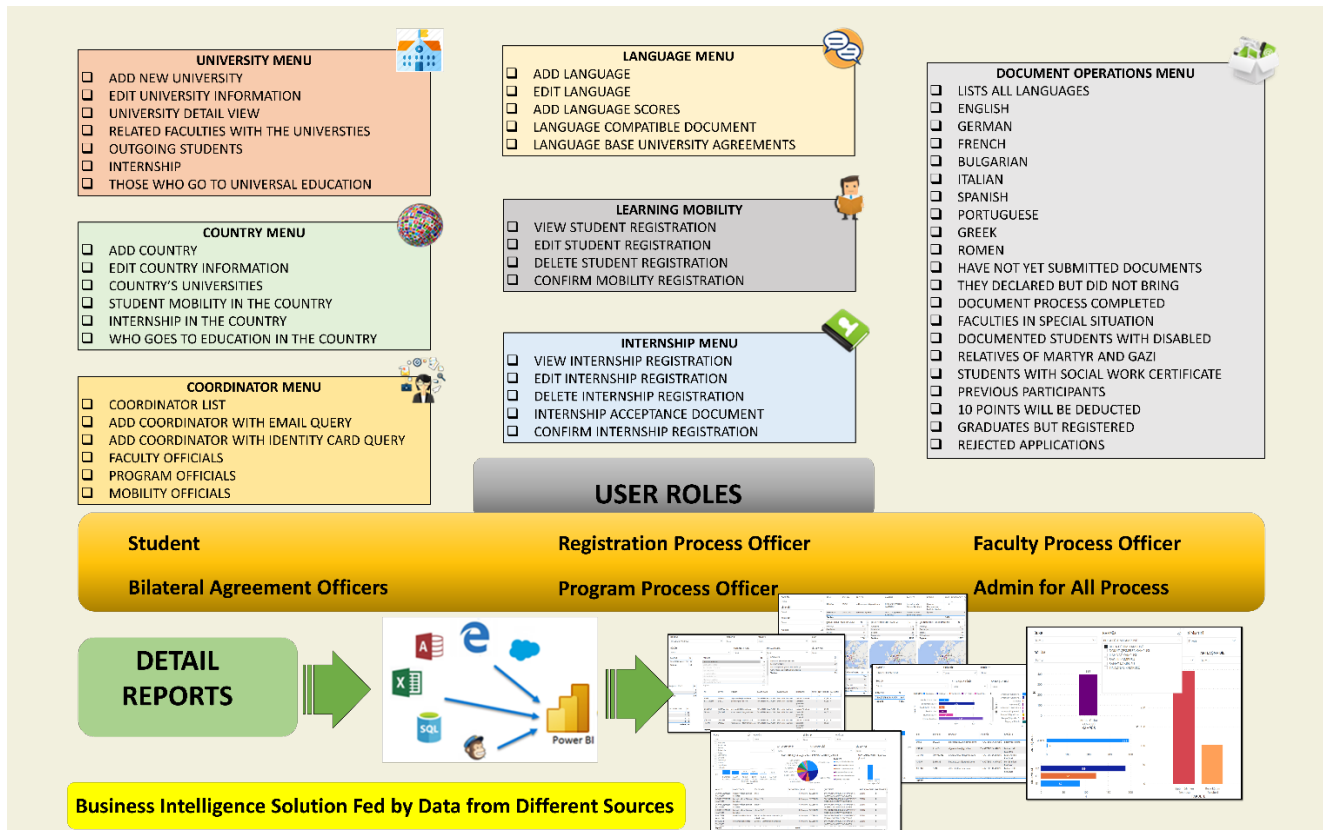 UNIVERSITY MENU
ADD NEW UNIVERSITY
EDIT UNIVERSITY INFORMATION
UNIVERSITY DETAIL VIEW
RELATED FACULTIES WITH THE UNIVERSTIES
OUTGOING STUDENTS
INTERNSHIP
THOSE WHO GO TO UNIVERSAL EDUCATION
COUNTRY MENU
ADD COUNTRY
EDIT COUNTRY INFORMATION
COUNTRY'S UNIVERSITIES
STUDENT MOBILITY IN THE COUNTRY
INTERNSHIP IN THE COUNTRY
WHO GOES TO EDUCATION IN THE COUNTRY
COORDINATOR MENU
COORDINATOR LIST
ADD COORDINATOR WITH EMAIL QUERY
ADD COORDINATOR WITH IDENTITY CARD QUERY
FACULTY OFFICIALS
PROGRAM OFFICIALS
MOBILITY OFFICIALS
LANGUAGE MENU
ADD LANGUAGE
EDIT LANGUAGE
ADD LANGUAGE SCORES
LANGUAGE COMPATIBLE DOCUMENT
LANGUAGE BASE UNIVERSITY AGREEMENTS
LEARNING MOBILITY
VIEW STUDENT REGISTRATION
EDIT STUDENT REGISTRATION
DELETE STUDENT REGISTRATION
CONFIRM MOBILITY REGISTRATION
INTERNSHIP MENU
VIEW INTERNSHIP REGISTRATION
EDIT INTERNSHIP REGISTRATION
DELETE INTERNSHIP REGISTRATION
INTERNSHIP ACCEPTANCE DOCUMENT
CONFIRM INTERNSHIP REGISTRATION
DOCUMENT OPERATIONS MENU
LISTS ALL LANGUAGES
ENGLISH
GERMAN
FRENCH
BULGARIAN
ITALIAN
SPANISH
PORTUGUESE
GREEK
ROMEN
HAVE NOT YET SUBMITTED DOCUMENTS
THEY DECLARED BUT DID NOT BRING
DOCUMENT PROCESS COMPLETED
FACULTIES IN SPECIAL SITUATION
DOCUMENTED STUDENTS WITH DISABLED
RELATIVES OF MARTYR AND GAZI
STUDENTS WITH SOCIAL WORK CERTIFICATE
PREVIOUS PARTICIPANTS
10 POINTS WILL BE DEDUCTED
GRADUATES BUT REGISTERED
REJECTED APPLICATIONS
USER ROLES
Student
Registration Process Officer
Faculty Process Officer
Bilateral Agreement Officers
Program Process Officer
Admin for All Process
DETAIL
REPORTS
SQL
Power BI
Business Intelligence Solution Fed by Data from Different Sources